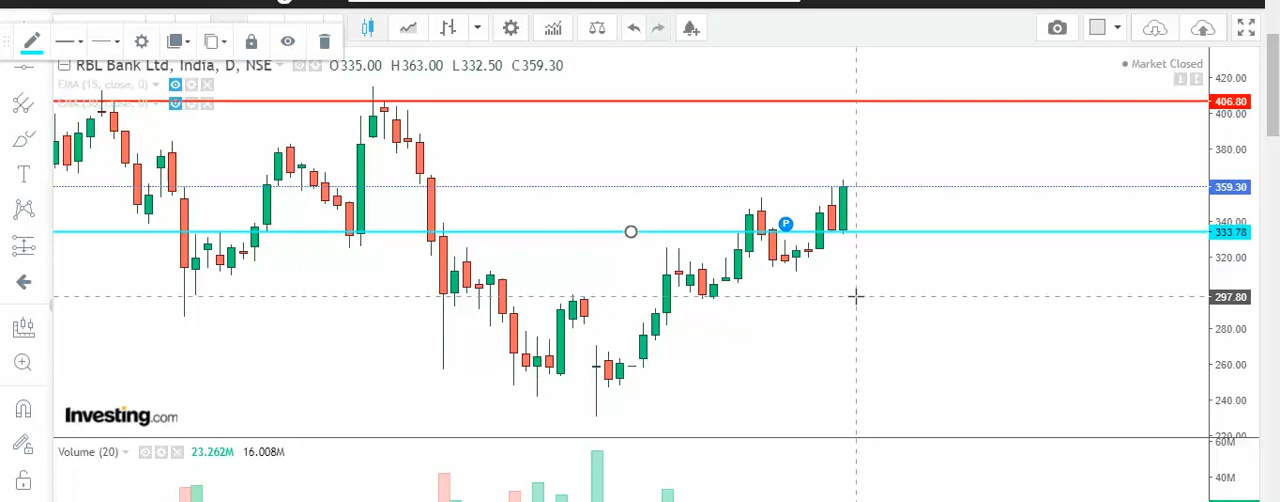 RBL Bank Ltd, India, D, NSE O335.00 H363.00 L332.50 C359.30
Market Closed
EMA (15, close, 0)
420.00
406.80
400.00
380.00
359.30
340.00
P
333.78
320.00
297.80
280.00
260.00
240.00
220.00
Investing.com
Volume (20) 23.262M 16.008M
60M
40M
T